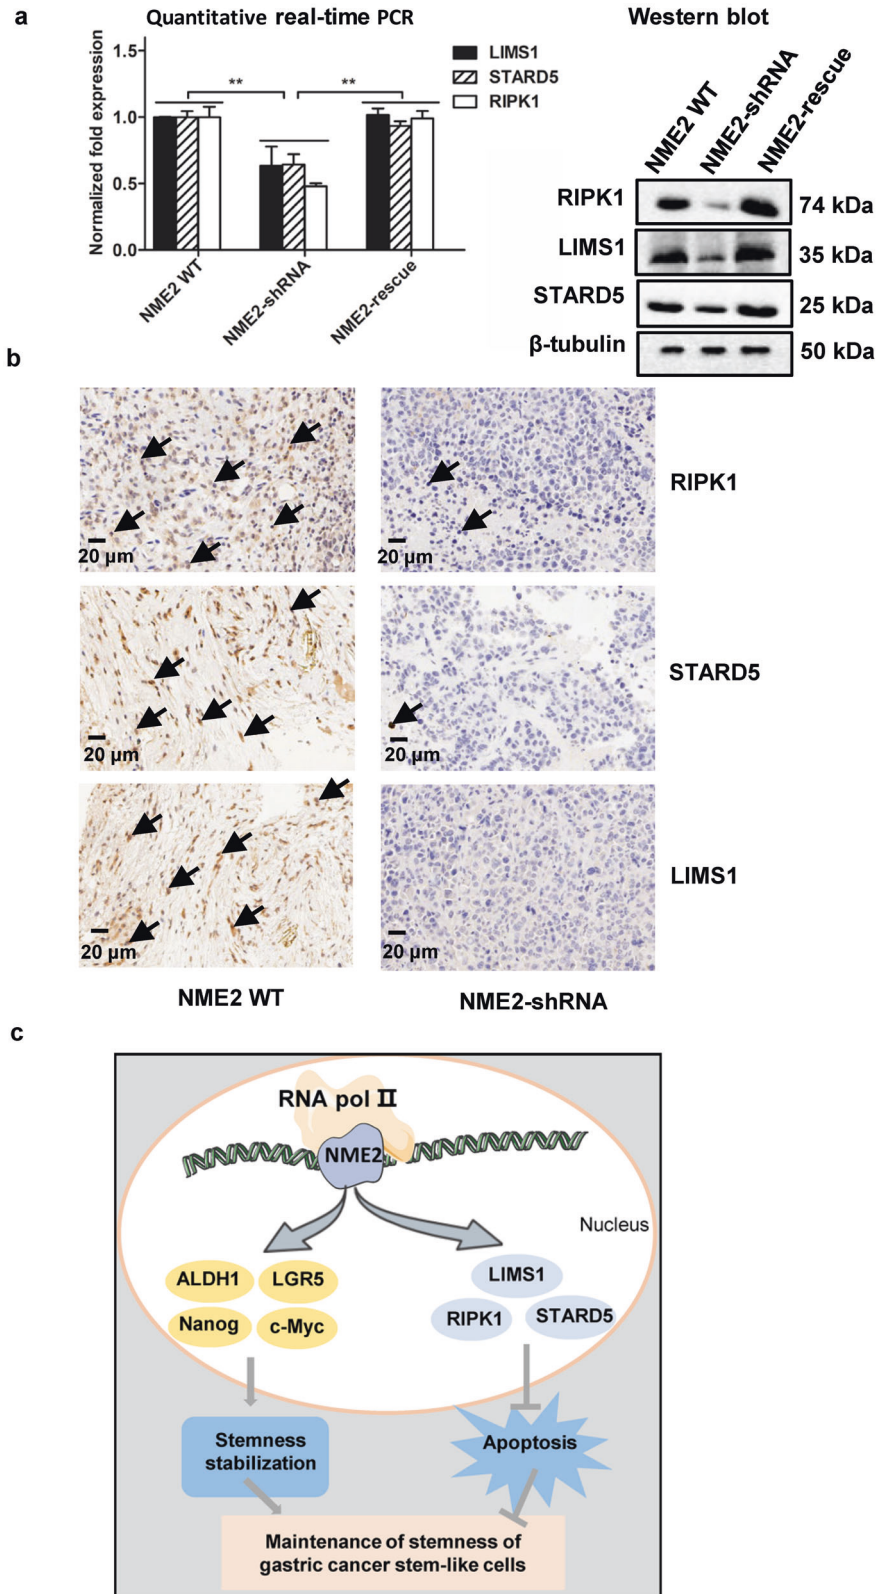 a
Quantitative real-time PCR
Normalized fold expression
1.5
1.0
0.5
0.0
**
**
LIMS1
STARD5
RIPK1
NME2 WT
NME2-shRNA
NME2-rescue
Western blot
NME2 WT
NME2-shRNA
NME2-rescue
RIPK1
74 kDa
LIMS1
35 kDa
STARD5
25 kDa
β-tubulin
50 kDa
b
20 µm
20 µm
RIPK1
20 µm
20 µm
STARD5
20 µm
20 µm
LIMS1
NME2 WT
NME2-shRNA
c
RNA pol II
NME2
Nucleus
ALDH1
LGR5
Nanog
c-Myc
LIMS1
RIPK1
STARD5
Stemness
stabilization
Apoptosis
Maintenance of stemness of
gastric cancer stem-like cells